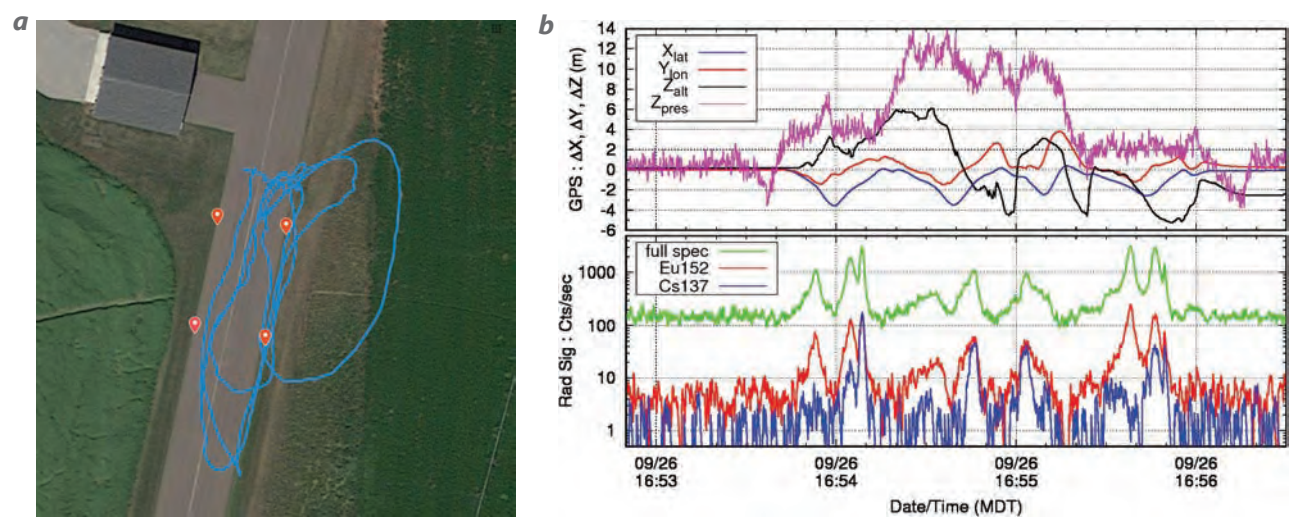 a
b
GPS : ΔX, ΔY, ΔZ (m)
14
12
10
8
6
4
2
0
-2
-4
-6
X_lat
Y_lon
Z_alt
Z_pres
Rad Sig : Cts/sec
1000
100
10
1
full spec
Eu152
Cs137
09/26 09/26 09/26 09/26
16:53 16:54 16:55 16:56
Date/Time (MDT)